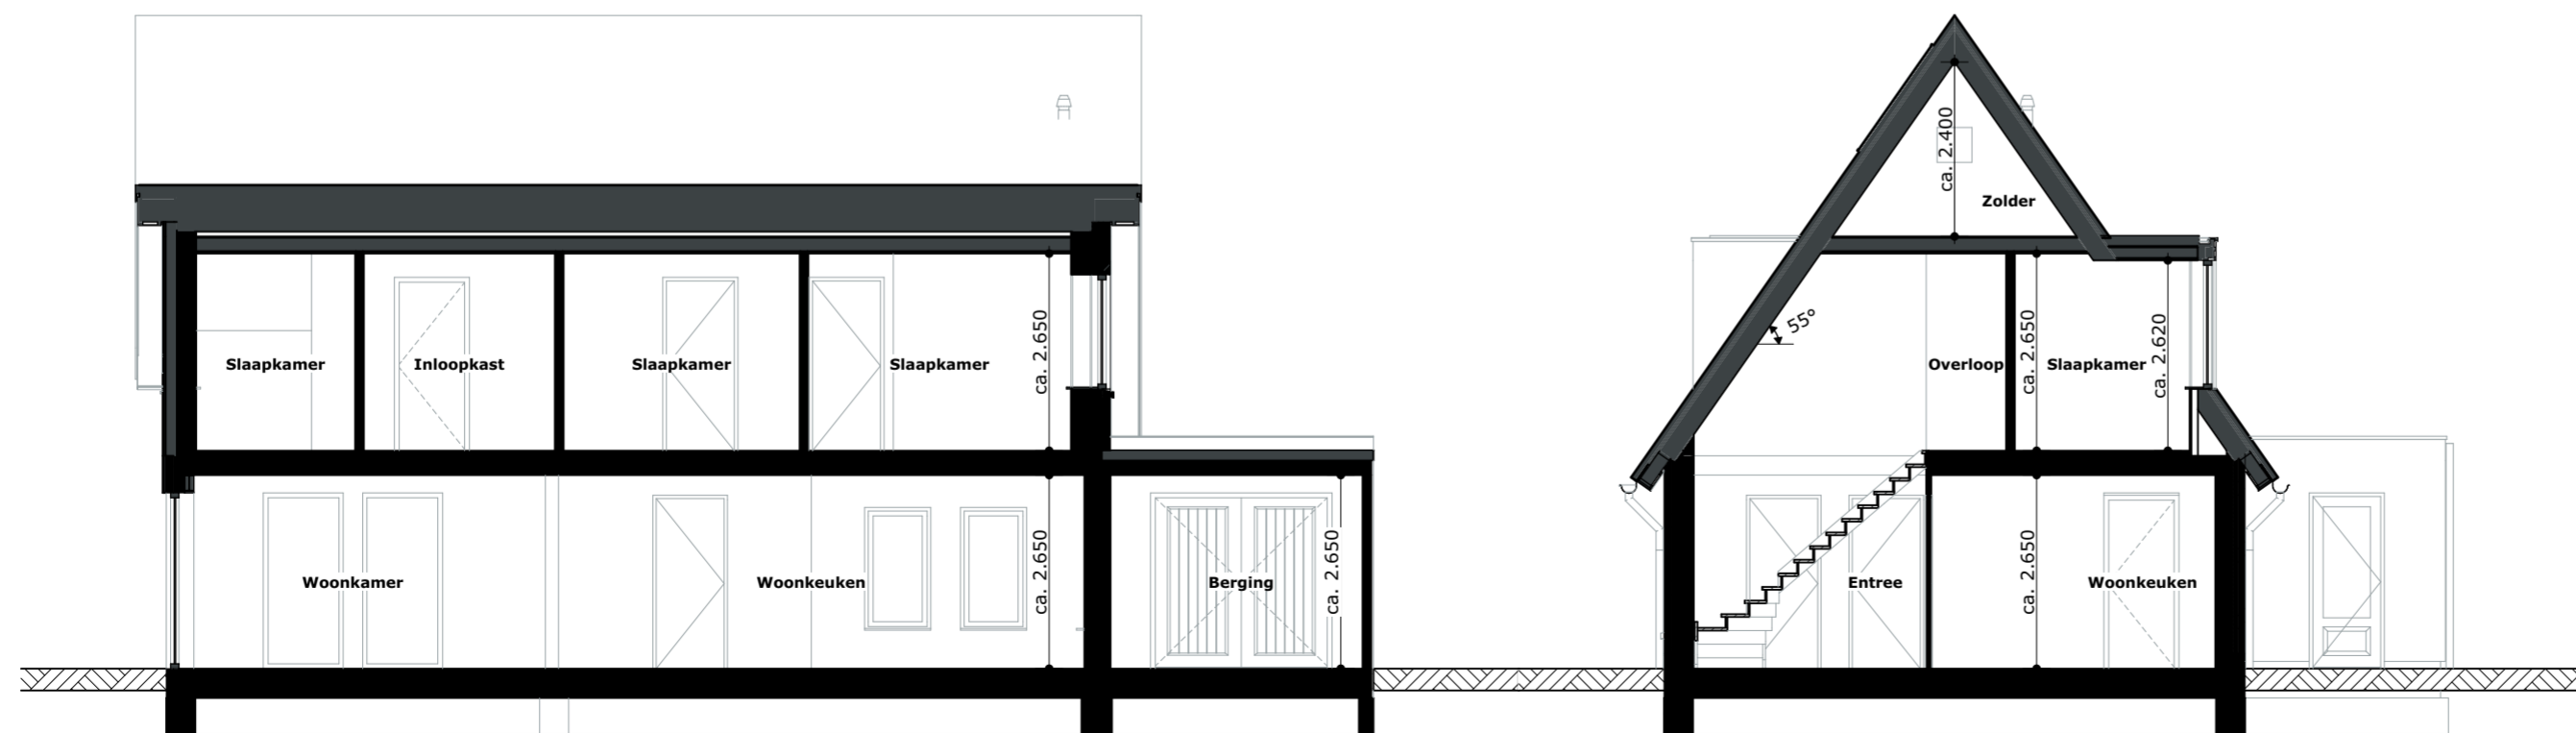 Slaapkamer
Inloopkast
Slaapkamer
Slaapkamer
ca. 2.650
Woonkamer
Woonkeuken
ca. 2.650
Berging
ca. 2.650
ca. 2.400
Zolder
55°
Overloop
ca. 2.650
Slaapkamer
ca. 2.620
Entree
ca. 2.650
Woonkeuken